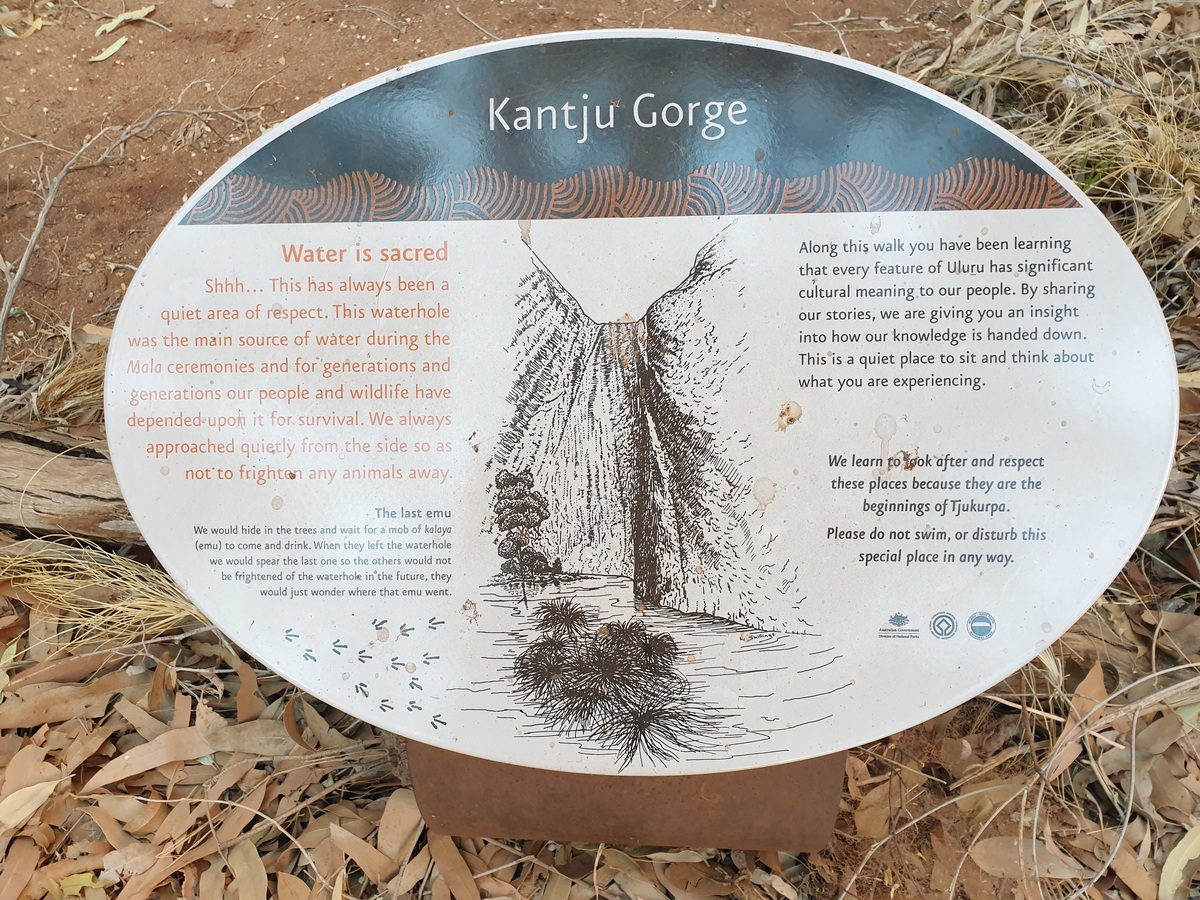 Kantju Gorge
Water is sacred
Shhh... This has always been a
quiet area of respect. This waterhole
was the main source of water during the
Mala ceremonies and for generations and
generations our people and wildlife have
depended upon it for survival. We always
approached quietly from the side so as
not to frighten any animals away.
The last emu
We would hide in the trees and wait for a mob of kalaya
(emu) to come and drink. When they left the waterhole
we would spear the last one so the others would not
be frightened of the waterhole in the future, they
would just wonder where that emu went.
Along this walk you have been learning
that every feature of Uluru has significant
cultural meaning to our people. By sharing
our stories, we are giving you an insight
into how our knowledge is handed down.
This is a quiet place to sit and think about
what you are experiencing.
We learn to look after and respect
these places because they are the
beginnings of Tjukurpa.
Please do not swim, or disturb this
special place in any way.
Australian Government
Director of National Parks